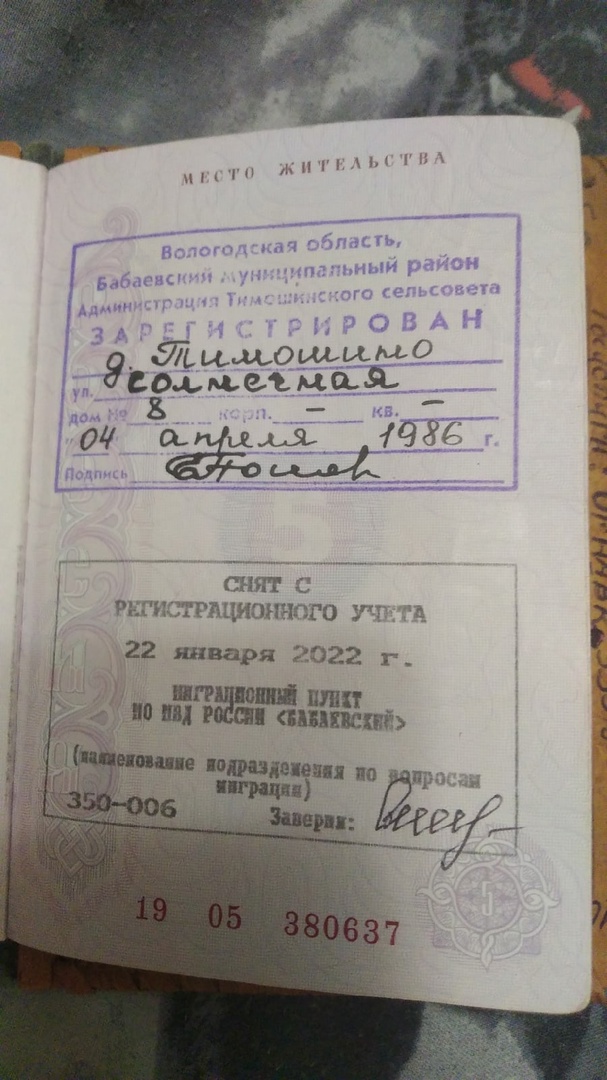 МЕСТО ЖИТЕЛЬСТВА
Вологодская область,
Бабаевский муниципальный район
Администрация Тимошинского сельсовета
ЗАРЕГИСТРИРОВАН
д. Тимошино
ул. Солнечная
дом № 8 корп. – кв. –
"04" апреля 1986 г.
Подпись
СНЯТ С
РЕГИСТРАЦИОННОГО УЧЕТА
22 января 2022 г.
МИГРАЦИОННЫЙ ПУНКТ
МО МВД РОССИИ <БАБАЕВСКИЙ>
(наименование подразделения по вопросам
миграции)
350-006 Заверил:
5
19 05 380637